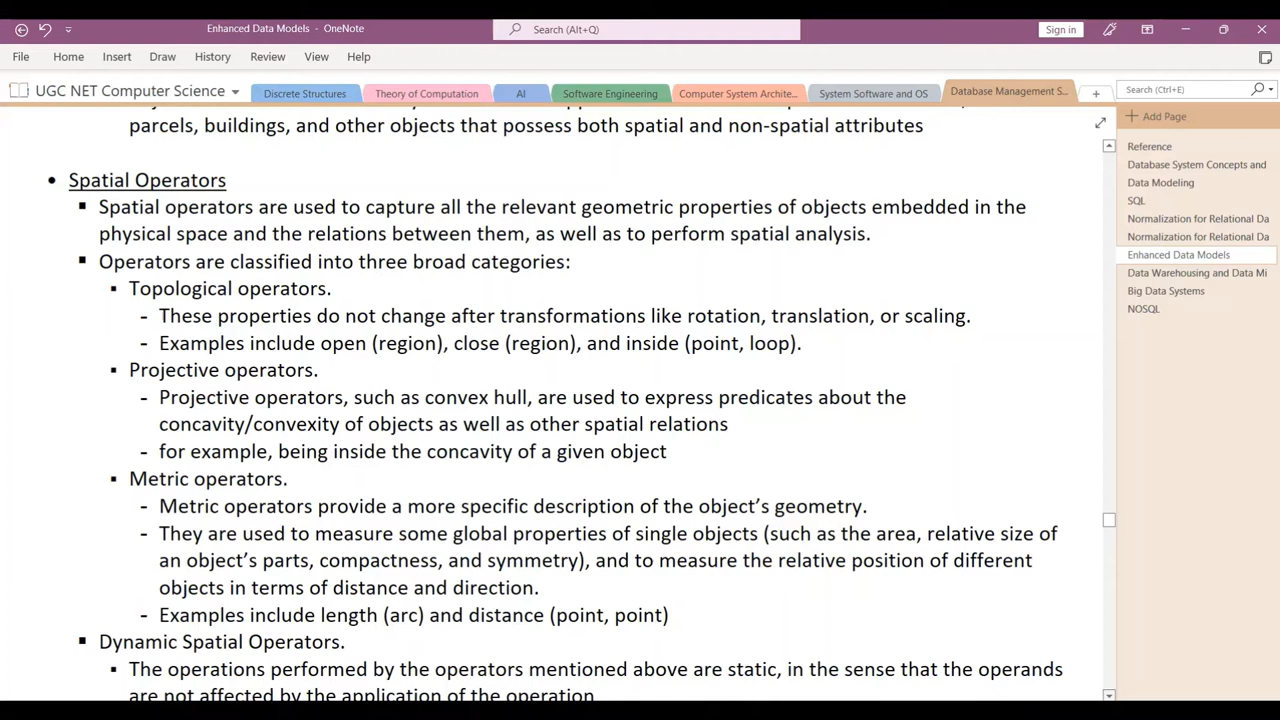 Enhanced Data Models - OneNote
Search (Alt+Q)
Sign in
File Home Insert Draw History Review View Help
UGC NET Computer Science
Discrete Structures
Theory of Computation
AI
Software Engineering
Computer System Archite...
System Software and OS
Database Management S...
Search (Ctrl+E)
parcels, buildings, and other objects that possess both spatial and non-spatial attributes
• Spatial Operators
▪ Spatial operators are used to capture all the relevant geometric properties of objects embedded in the
physical space and the relations between them, as well as to perform spatial analysis.
▪ Operators are classified into three broad categories:
▪ Topological operators.
- These properties do not change after transformations like rotation, translation, or scaling.
- Examples include open (region), close (region), and inside (point, loop).
▪ Projective operators.
- Projective operators, such as convex hull, are used to express predicates about the
concavity/convexity of objects as well as other spatial relations
- for example, being inside the concavity of a given object
▪ Metric operators.
- Metric operators provide a more specific description of the object's geometry.
- They are used to measure some global properties of single objects (such as the area, relative size of
an object's parts, compactness, and symmetry), and to measure the relative position of different
objects in terms of distance and direction.
- Examples include length (arc) and distance (point, point)
▪ Dynamic Spatial Operators.
▪ The operations performed by the operators mentioned above are static, in the sense that the operands
are not affected by the application of the operation
Add Page
Reference
Database System Concepts and
Data Modeling
SQL
Normalization for Relational Da
Normalization for Relational Da
Enhanced Data Models
Data Warehousing and Data Mi
Big Data Systems
NOSQL